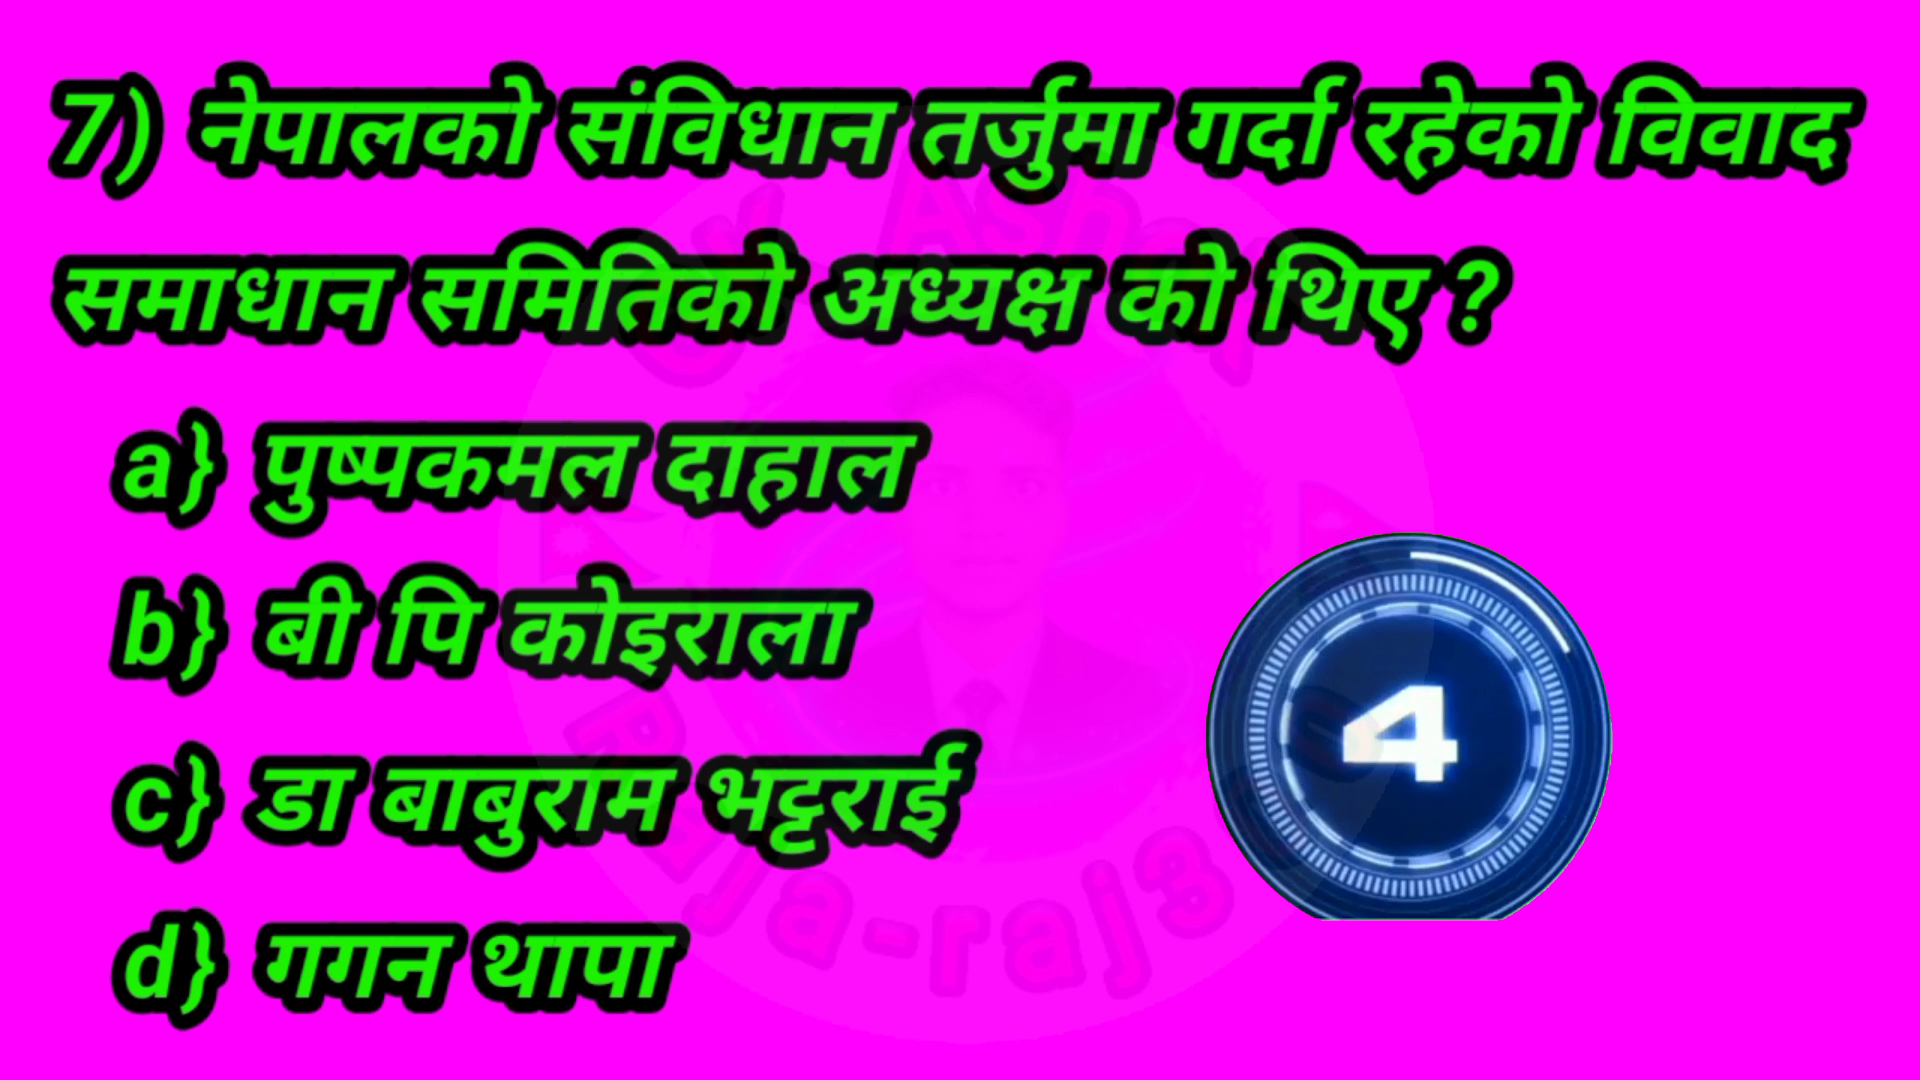 7) नेपालको संविधान तर्जुमा गर्दा रहेको विवाद
समाधान समितिको अध्यक्ष को थिए ?
a} पुष्पकमल दाहाल
b} बी पि कोइराला
c} डा बाबुराम भट्टराई
d} गगन थापा
4